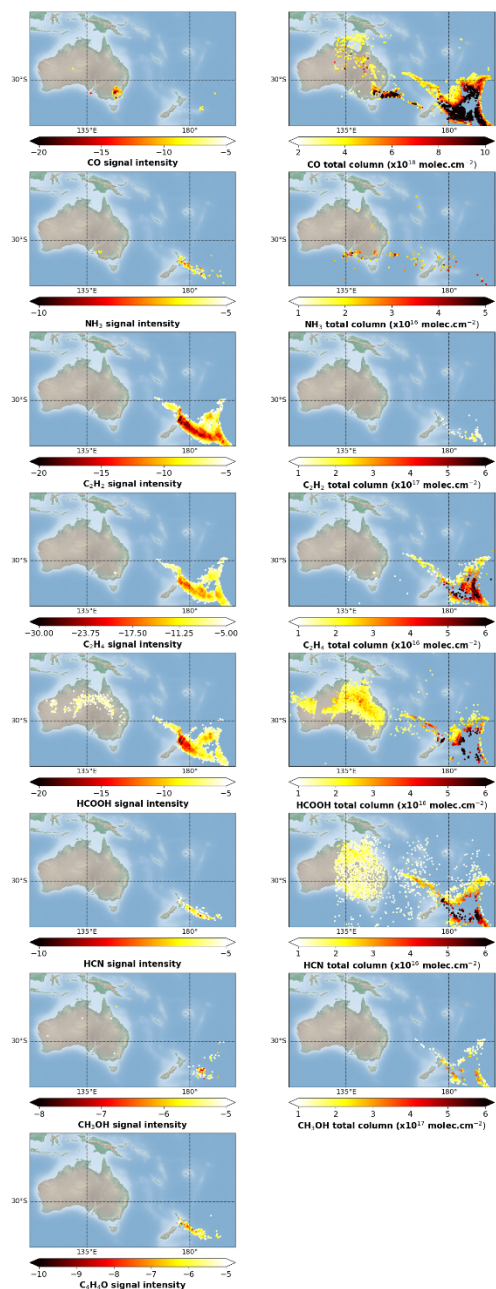 30°S
30°S
135°E
180°
135°E
180°
−20
−15
−10
−5
2
4
6
8
10
CO signal intensity
CO total column (x10¹⁸ molec.cm⁻²)
30°S
30°S
135°E
180°
135°E
180°
−10
−5
1
2
3
4
5
NH₃ signal intensity
NH₃ total column (x10¹⁶ molec.cm⁻²)
30°S
30°S
135°E
180°
135°E
180°
−20
−15
−10
−5
1
2
3
4
5
6
C₂H₂ signal intensity
C₂H₂ total column (x10¹⁷ molec.cm⁻²)
30°S
30°S
135°E
180°
135°E
180°
−30.00
−23.75
−17.50
−11.25
−5.00
1
2
3
4
5
6
C₂H₄ signal intensity
C₂H₄ total column (x10¹⁶ molec.cm⁻²)
30°S
30°S
135°E
180°
135°E
180°
−20
−15
−10
−5
1
2
3
4
5
6
HCOOH signal intensity
HCOOH total column (x10¹⁶ molec.cm⁻²)
30°S
30°S
135°E
180°
135°E
180°
−10
−5
1
2
3
4
5
6
HCN signal intensity
HCN total column (x10¹⁶ molec.cm⁻²)
30°S
30°S
135°E
180°
135°E
180°
−8
−7
−6
−5
1
2
3
4
5
6
CH₃OH signal intensity
CH₃OH total column (x10¹⁷ molec.cm⁻²)
30°S
135°E
180°
−10
−9
−8
−7
−6
−5
C₄H₄O signal intensity